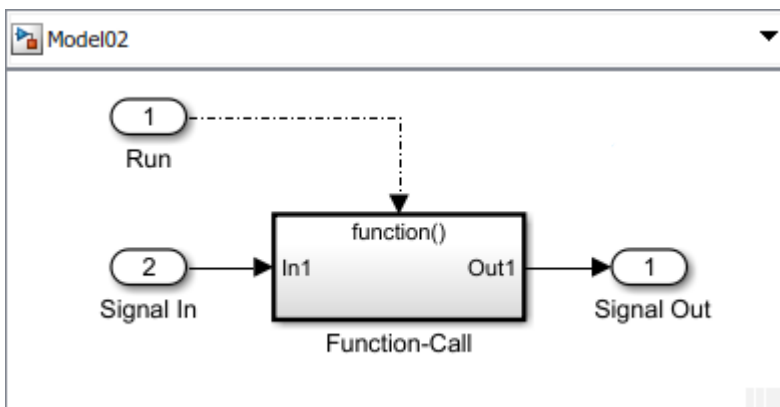 Model02
1
Run
function()
2
In1
Out1
1
Signal In
Signal Out
Function-Call